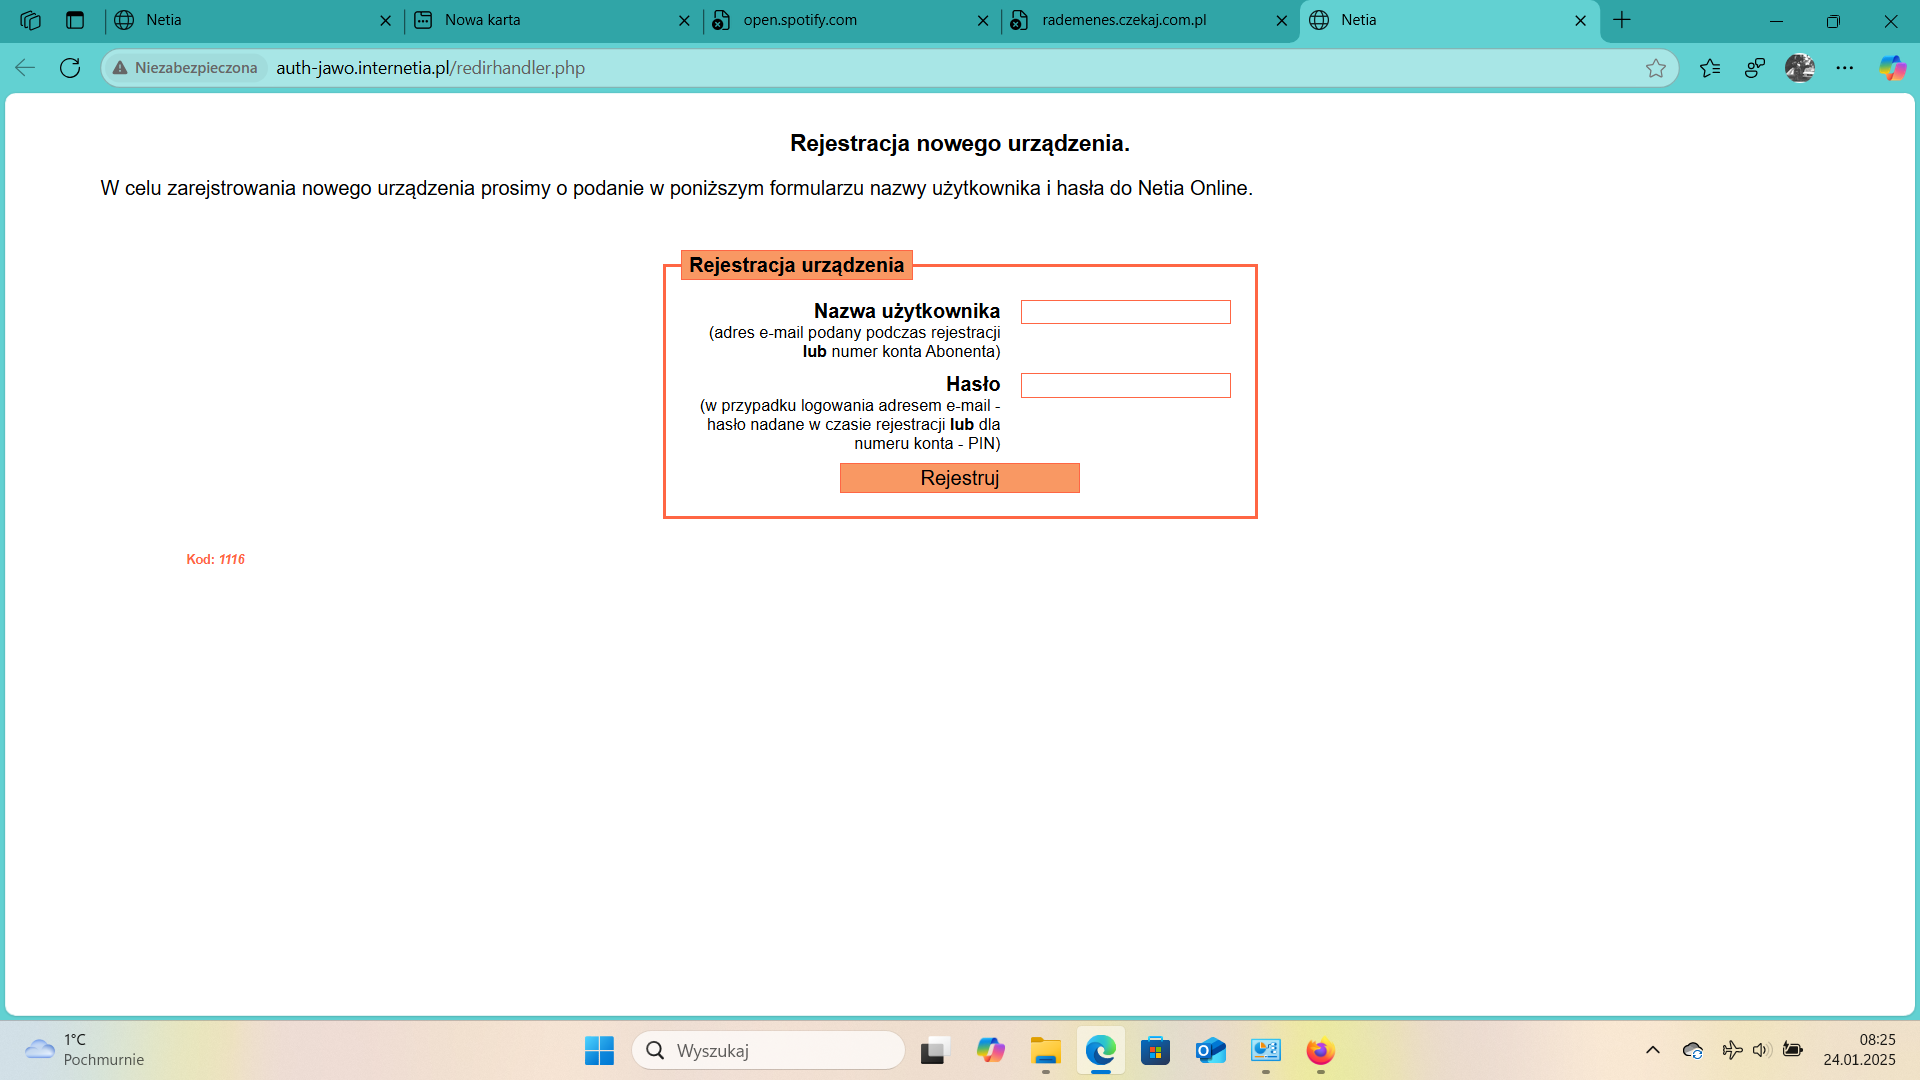 Netia
Nowa karta
open.spotify.com
rademenes.czekaj.com.pl
Netia
Niezabezpieczona
auth-jawo.internetia.pl/redirhandler.php
Rejestracja nowego urządzenia.
W celu zarejstrowania nowego urządzenia prosimy o podanie w poniższym formularzu nazwy użytkownika i hasła do Netia Online.
Rejestracja urządzenia
Nazwa użytkownika
(adres e-mail podany podczas rejestracji
lub numer konta Abonenta)
Hasło
(w przypadku logowania adresem e-mail -
hasło nadane w czasie rejestracji lub dla
numeru konta - PIN)
Rejestruj
Kod: 1116
1°C
Pochmurnie
Wyszukaj
08:25
24.01.2025